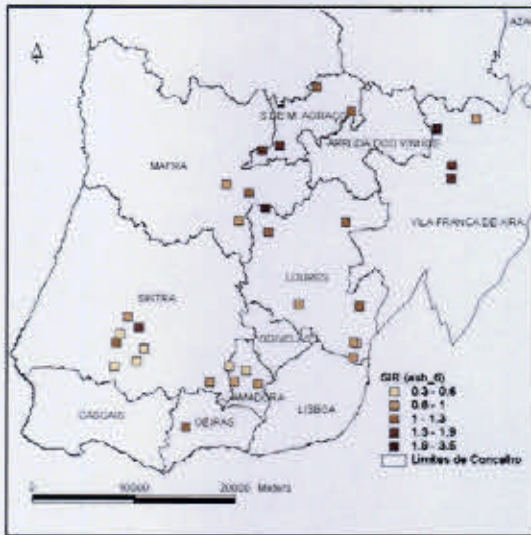 AZA
S DE M. AGRAÇO
ARRUDA DOS VINHOS
MAFRA
VILA FRANCA DE XIRA
LOURES
SINTRA
ODIVELAS
AMADORA
LISBOA
CASCAIS
OEIRAS
SIR (ash_6)
0.3 - 0.6
0.6 - 1
1 - 1.3
1.3 - 1.9
1.9 - 3.5
Limites de Concelho
0 10000 20000 Meters